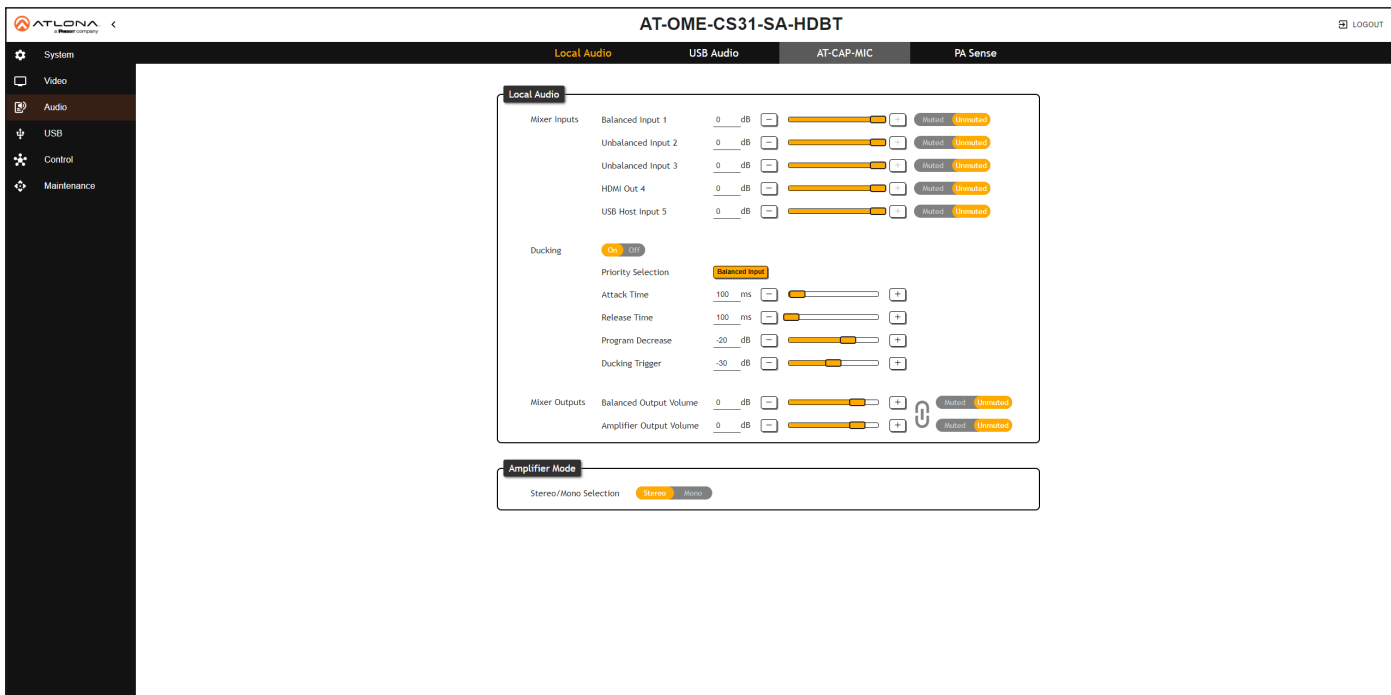 ATLONA
a Panduit company
AT-OME-CS31-SA-HDBT
LOGOUT
System
Video
Audio
USB
Control
Maintenance
Local Audio USB Audio AT-CAP-MIC PA Sense
Local Audio
Mixer Inputs Balanced Input 1 0 dB − + Muted Unmuted
Unbalanced Input 2 0 dB − + Muted Unmuted
Unbalanced Input 3 0 dB − + Muted Unmuted
HDMI Out 4 0 dB − + Muted Unmuted
USB Host Input 5 0 dB − + Muted Unmuted
Ducking On Off
Priority Selection Balanced Input
Attack Time 100 ms − +
Release Time 100 ms − +
Program Decrease -20 dB − +
Ducking Trigger -30 dB − +
Mixer Outputs Balanced Output Volume 0 dB − + Muted Unmuted
Amplifier Output Volume 0 dB − + Muted Unmuted
Amplifier Mode
Stereo/Mono Selection Stereo Mono